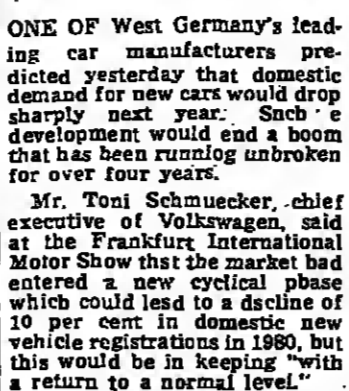 ONE OF West Germany's lead-
ing car manufacturers pre-
dicted yesterday that domestic
demand for new cars would drop
sharply next year. Such e
development would end a boom
that has been runniog unbroken
for over four years.
Mr. Toni Schmuecker, chief
executive of Volkswagen, said
at the Frankfurt International
Motor Show thst the market bad
entered a new cyclical pbase
whicb could lesd to a dscline of
10 per cent in domestic new
vehicle registrations in 1980, but
this would be in keeping "with
a return to a normal level."